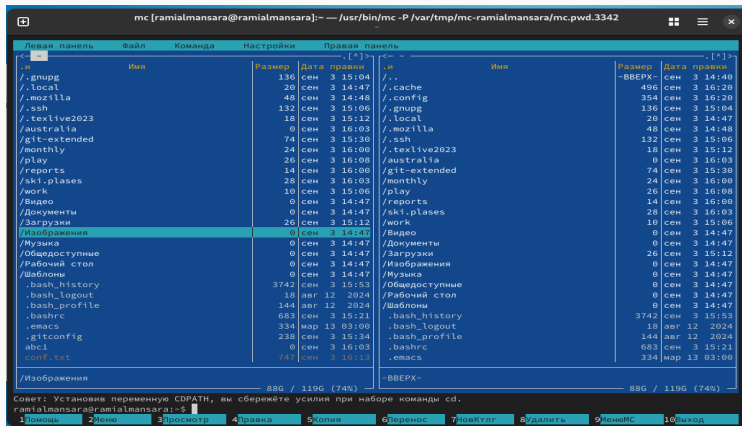 mc [ramialmansara@ramialmansara]:~ — /usr/bin/mc -P /var/tmp/mc-ramialmansara/mc.pwd.3342
Левая панель Файл Команда Настройки Правая панель
<— ~ .[^]> <— ~ .[^]>
.и Имя Размер Дата правки .и Имя Размер Дата правки
/.gnupg 136 сен 3 15:04 /.. -ВВЕРХ- сен 3 14:40
/.local 20 сен 3 14:47 /.cache 496 сен 3 16:20
/.mozilla 48 сен 3 14:48 /.config 354 сен 3 16:20
/.ssh 132 сен 3 15:06 /.gnupg 136 сен 3 15:04
/.texlive2023 18 сен 3 15:12 /.local 20 сен 3 14:47
/australia 0 сен 3 16:03 /.mozilla 48 сен 3 14:48
/git-extended 74 сен 3 15:30 /.ssh 132 сен 3 15:06
/monthly 24 сен 3 16:00 /.texlive2023 18 сен 3 15:12
/play 26 сен 3 16:08 /australia 0 сен 3 16:03
/reports 14 сен 3 16:00 /git-extended 74 сен 3 15:30
/ski.plases 28 сен 3 16:03 /monthly 24 сен 3 16:00
/work 10 сен 3 15:06 /play 26 сен 3 16:08
/Видео 0 сен 3 14:47 /reports 14 сен 3 16:00
/Документы 0 сен 3 14:47 /ski.plases 28 сен 3 16:03
/Загрузки 26 сен 3 15:12 /work 10 сен 3 15:06
/Изображения 0 сен 3 14:47 /Видео 0 сен 3 14:47
/Музыка 0 сен 3 14:47 /Документы 0 сен 3 14:47
/Общедоступные 0 сен 3 14:47 /Загрузки 26 сен 3 15:12
/Рабочий стол 0 сен 3 14:47 /Изображения 0 сен 3 14:47
/Шаблоны 0 сен 3 14:47 /Музыка 0 сен 3 14:47
.bash_history 3742 сен 3 15:53 /Общедоступные 0 сен 3 14:47
.bash_logout 18 авг 12 2024 /Рабочий стол 0 сен 3 14:47
.bash_profile 144 авг 12 2024 /Шаблоны 0 сен 3 14:47
.bashrc 683 сен 3 15:21 .bash_history 3742 сен 3 15:53
.emacs 334 мар 13 03:00 .bash_logout 18 авг 12 2024
.gitconfig 238 сен 3 15:34 .bash_profile 144 авг 12 2024
abc1 0 сен 3 16:03 .bashrc 683 сен 3 15:21
conf.txt 747 сен 3 16:13 .emacs 334 мар 13 03:00
/Изображения -ВВЕРХ-
88G / 119G (74%) 88G / 119G (74%)
Совет: Установив переменную CDPATH, вы сбережёте усилия при наборе команды cd.
ramialmansara@ramialmansara:~$
1Помощь 2Меню 3Просмотр 4Правка 5Копия 6Перенос 7НовКтлг 8Удалить 9МенюМС 10Выход